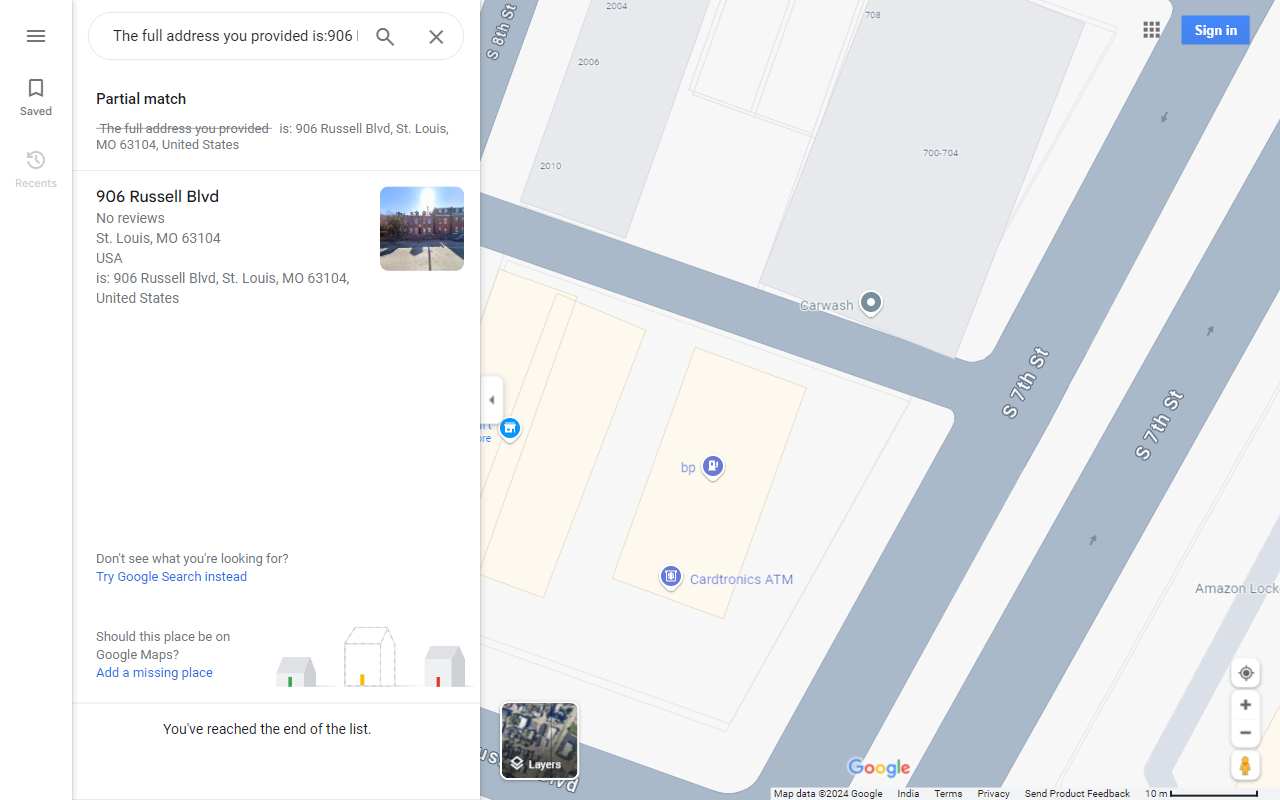 The full address you provided is:906
Sign in
Saved
Recents
Partial match
The full address you provided is: 906 Russell Blvd, St. Louis,
MO 63104, United States
906 Russell Blvd
No reviews
St. Louis, MO 63104
USA
is: 906 Russell Blvd, St. Louis, MO 63104,
United States
Don't see what you're looking for?
Try Google Search instead
Should this place be on
Google Maps?
Add a missing place
You've reached the end of the list.
2004
708
S 8th St
2006
2010
700-704
Carwash
S 7th St
S 7th St
bp
Cardtronics ATM
Amazon Lock
Layers
Google
Map data ©2024 Google
India
Terms
Privacy
Send Product Feedback
10 m